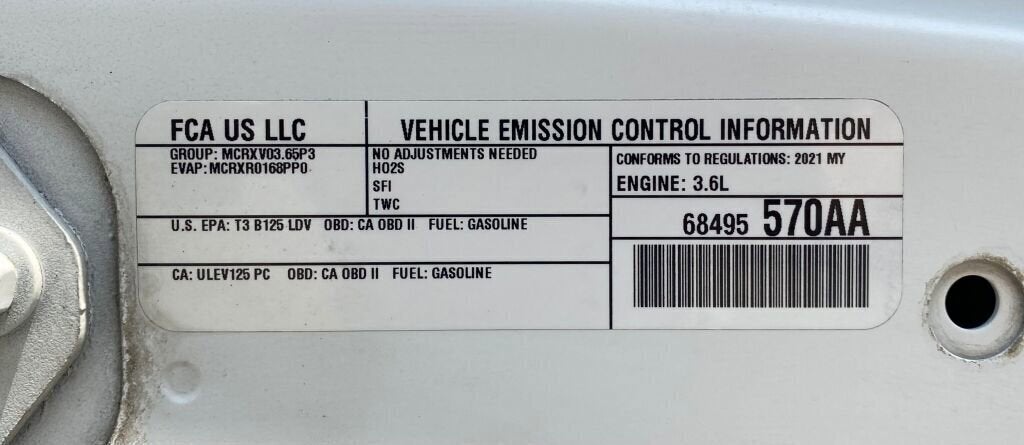 FCA US LLC
VEHICLE EMISSION CONTROL INFORMATION
GROUP: MCRXV03.65P3
EVAP: MCRXR0168PP0
NO ADJUSTMENTS NEEDED
HO2S
SFI
TWC
CONFORMS TO REGULATIONS: 2021 MY
ENGINE: 3.6L
U.S. EPA: T3 B125 LDV OBD: CA OBD II FUEL: GASOLINE
68495 570AA
CA: ULEV125 PC OBD: CA OBD II FUEL: GASOLINE